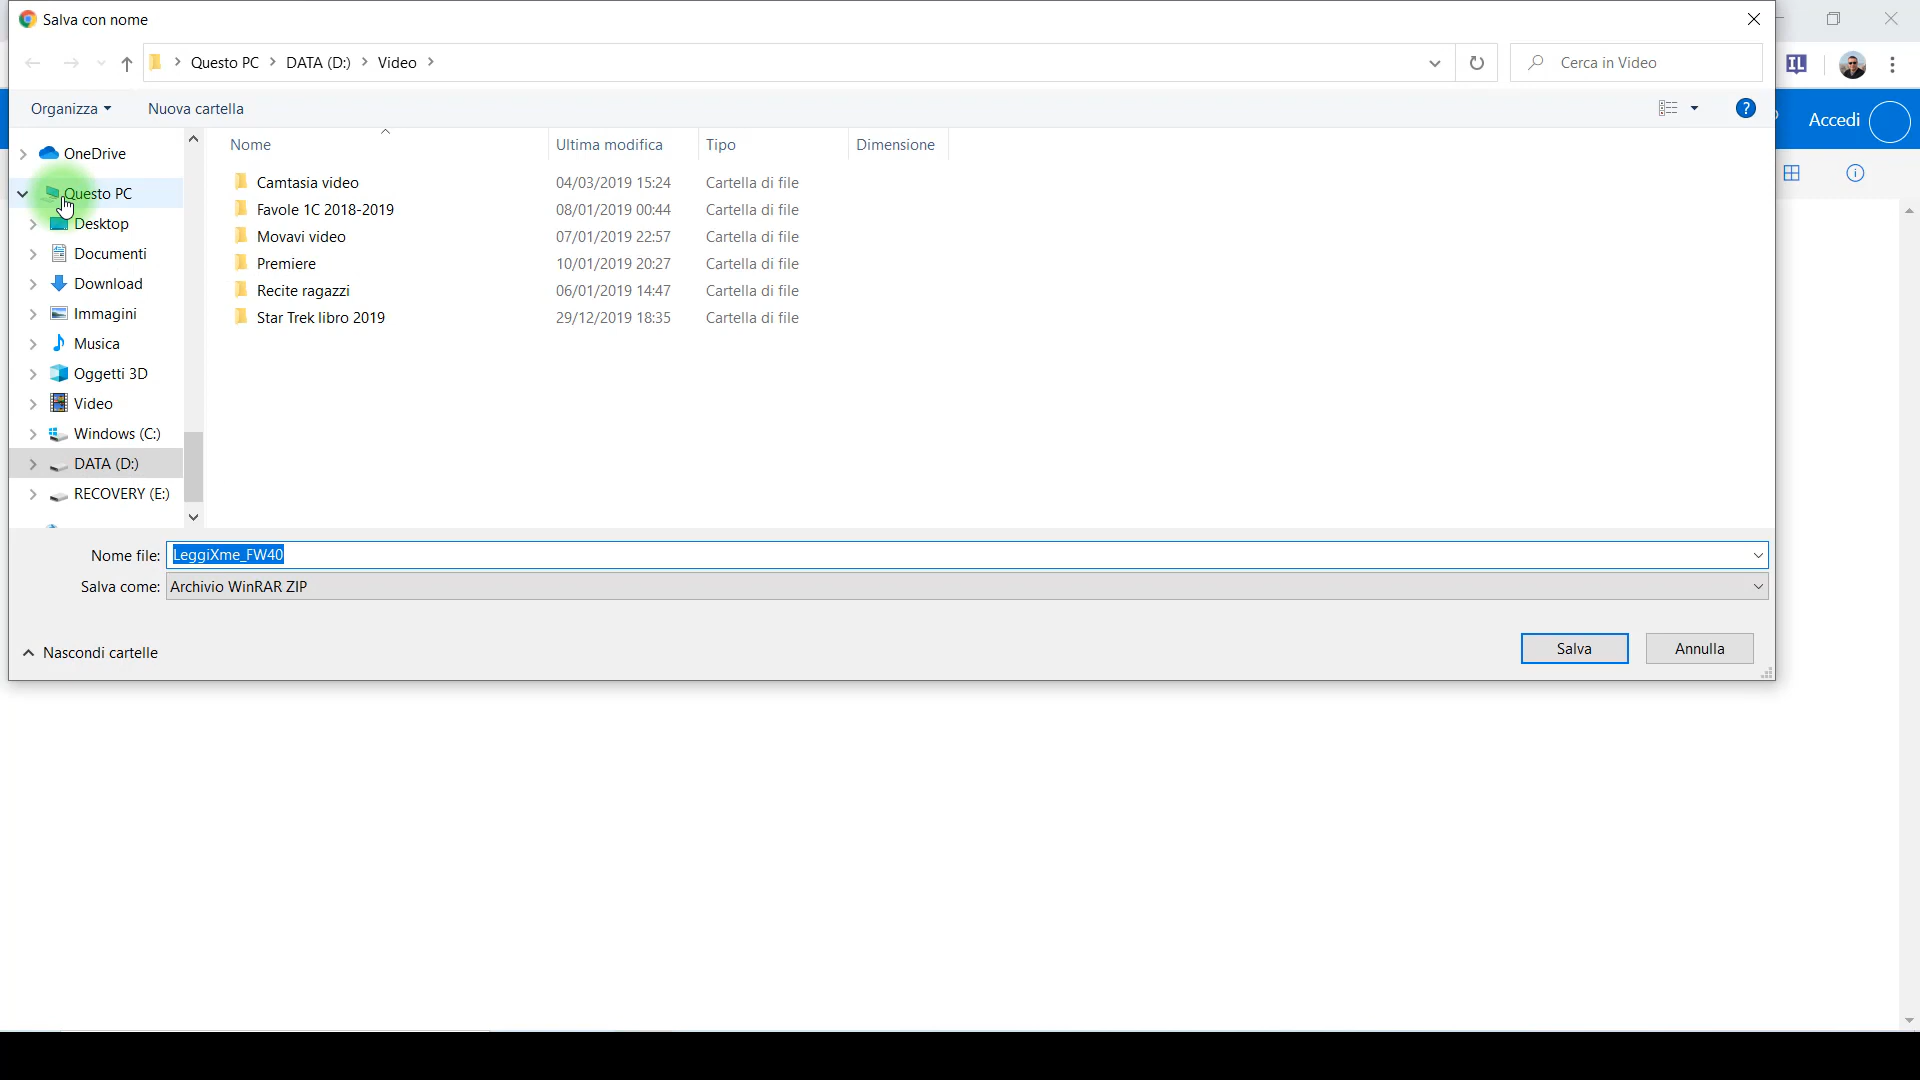 Salva con nome
Questo PC DATA (D:) Video
Cerca in Video
Organizza Nuova cartella
Accedi
OneDrive
Questo PC
Desktop
Documenti
Download
Immagini
Musica
Oggetti 3D
Video
Windows (C:)
DATA (D:)
RECOVERY (E:)
Nome Ultima modifica Tipo Dimensione
Camtasia video 04/03/2019 15:24 Cartella di file
Favole 1C 2018-2019 08/01/2019 00:44 Cartella di file
Movavi video 07/01/2019 22:57 Cartella di file
Premiere 10/01/2019 20:27 Cartella di file
Recite ragazzi 06/01/2019 14:47 Cartella di file
Star Trek libro 2019 29/12/2019 18:35 Cartella di file
Nome file: LeggiXme_FW40
Salva come: Archivio WinRAR ZIP
Nascondi cartelle
Salva Annulla
IL